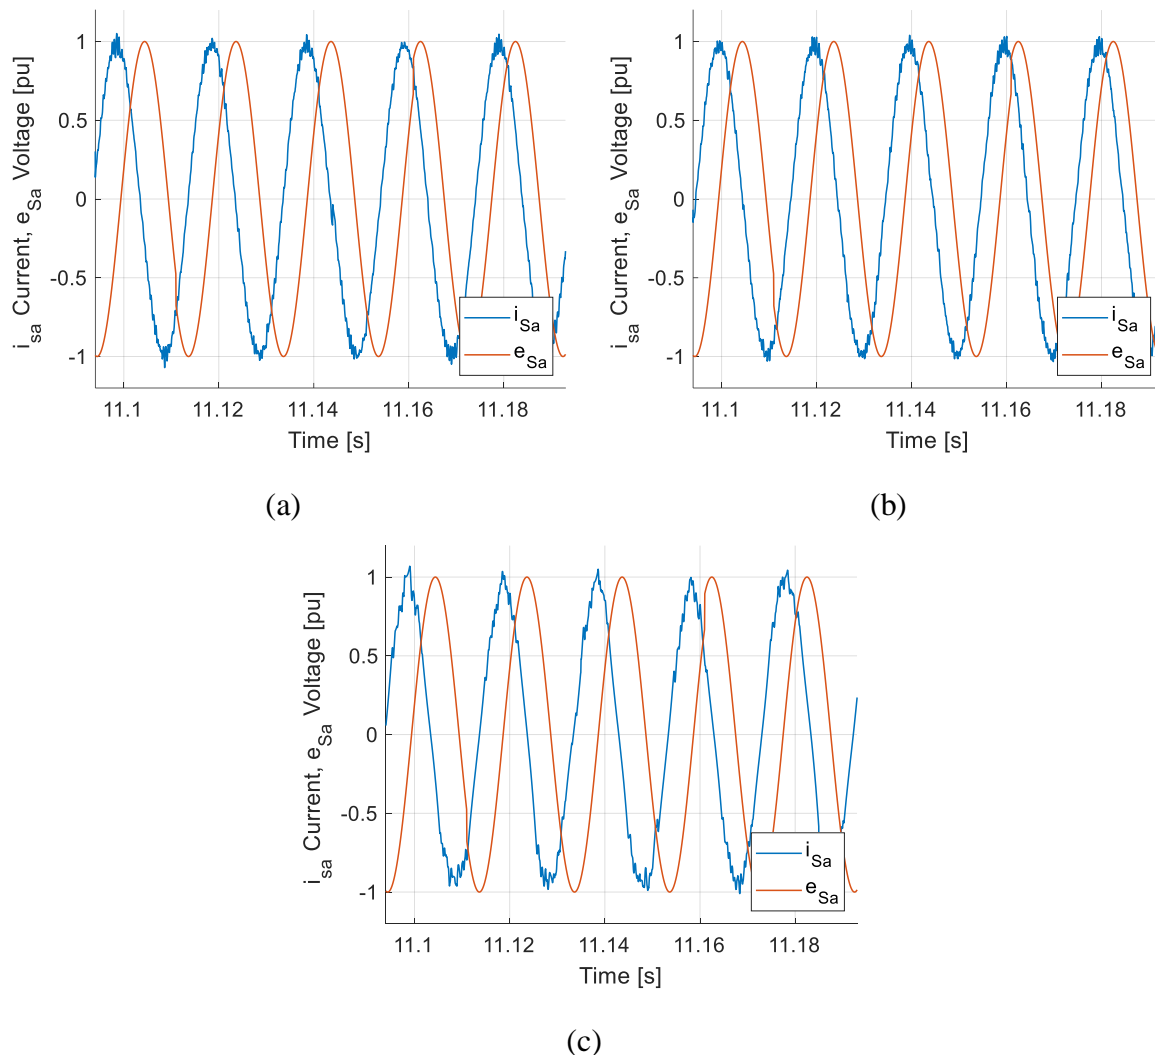 i_sa Current, e_Sa Voltage [pu]
1
0.5
0
-0.5
-1
11.1 11.12 11.14 11.16 11.18
Time [s]
i_Sa
e_Sa
(a)
i_sa Current, e_Sa Voltage [pu]
1
0.5
0
-0.5
-1
11.1 11.12 11.14 11.16 11.18
Time [s]
i_Sa
e_Sa
(b)
i_sa Current, e_Sa Voltage [pu]
1
0.5
0
-0.5
-1
11.1 11.12 11.14 11.16 11.18
Time [s]
i_Sa
e_Sa
(c)